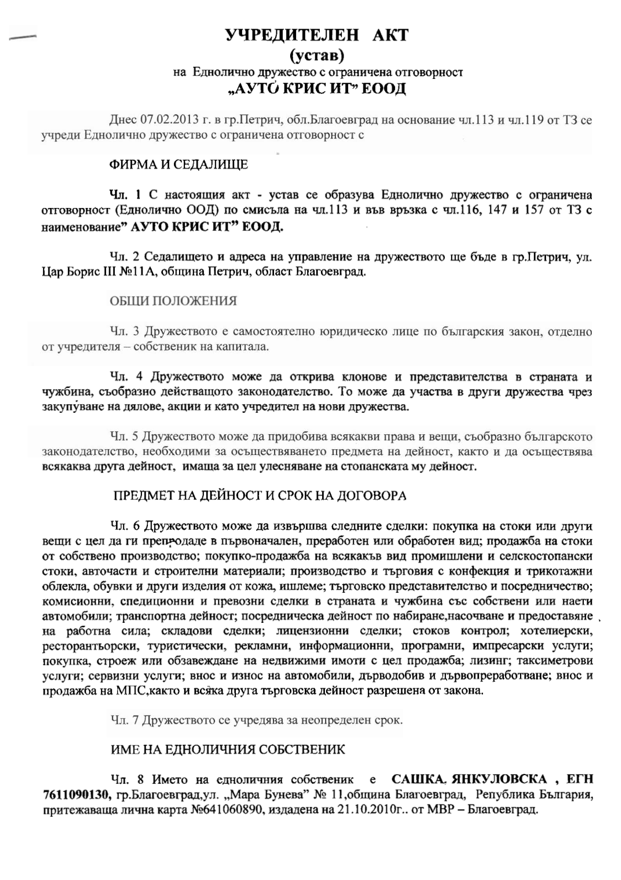 УЧРЕДИТЕЛЕН АКТ
(устав)
на Еднолично дружество с ограничена отговорност
„АУТО КРИС ИТ” ЕООД
Днес 07.02.2013 г. в гр.Петрич, обл.Благоевград на основание чл.113 и чл.119 от ТЗ се
учреди Еднолично дружество с ограничена отговорност с
ФИРМА И СЕДАЛИЩЕ
Чл. 1 С настоящия акт - устав се образува Еднолично дружество с ограничена
отговорност (Еднолично ООД) по смисъла на чл.113 и във връзка с чл.116, 147 и 157 от ТЗ с
наименование” АУТО КРИС ИТ” ЕООД.
Чл. 2 Седалището и адреса на управление на дружеството ще бъде в гр.Петрич, ул.
Цар Борис III №11А, община Петрич, област Благоевград.
ОБЩИ ПОЛОЖЕНИЯ
Чл. 3 Дружеството е самостоятелно юридическо лице по българския закон, отделно
от учредителя – собственик на капитала.
Чл. 4 Дружеството може да открива клонове и представителства в страната и
чужбина, съобразно действащото законодателство. То може да участва в други дружества чрез
закупуване на дялове, акции и като учредител на нови дружества.
Чл. 5 Дружеството може да придобива всякакви права и вещи, съобразно българското
законодателство, необходими за осъществяването предмета на дейност, както и да осъществява
всякаква друга дейност, имаща за цел улесняване на стопанската му дейност.
ПРЕДМЕТ НА ДЕЙНОСТ И СРОК НА ДОГОВОРА
Чл. 6 Дружеството може да извършва следните сделки: покупка на стоки или други
вещи с цел да ги препродаде в първоначален, преработен или обработен вид; продажба на стоки
от собствено производство; покупко-продажба на всякакъв вид промишлени и селскостопански
стоки, авточасти и строителни материали; производство и търговия с конфекция и трикотажни
облекла, обувки и други изделия от кожа, ишлеме; търговско представителство и посредничество;
комисионни, спедиционни и превозни сделки в страната и чужбина със собствени или наети
автомобили; транспортна дейност; посредническа дейност по набиране,насочване и предоставяне
на работна сила; складови сделки; лицензионни сделки; стоков контрол; хотелиерски,
ресторантьорски, туристически, рекламни, информационни, програмни, импресарски услуги;
покупка, строеж или обзавеждане на недвижими имоти с цел продажба; лизинг; таксиметрови
услуги; сервизни услуги; внос и износ на автомобили, дърводобив и дървопреработване; внос и
продажба на МПС,както и всяка друга търговска дейност разрешена от закона.
Чл. 7 Дружеството се учредява за неопределен срок.
ИМЕ НА ЕДНОЛИЧНИЯ СОБСТВЕНИК
Чл. 8 Името на едноличния собственик е САШКА. ЯНКУЛОВСКА , ЕГН
7611090130, гр.Благоевград,ул. „Мара Бунева” № 11,община Благоевград, Република България,
притежаваща лична карта №641060890, издадена на 21.10.2010г.. от МВР – Благоевград.